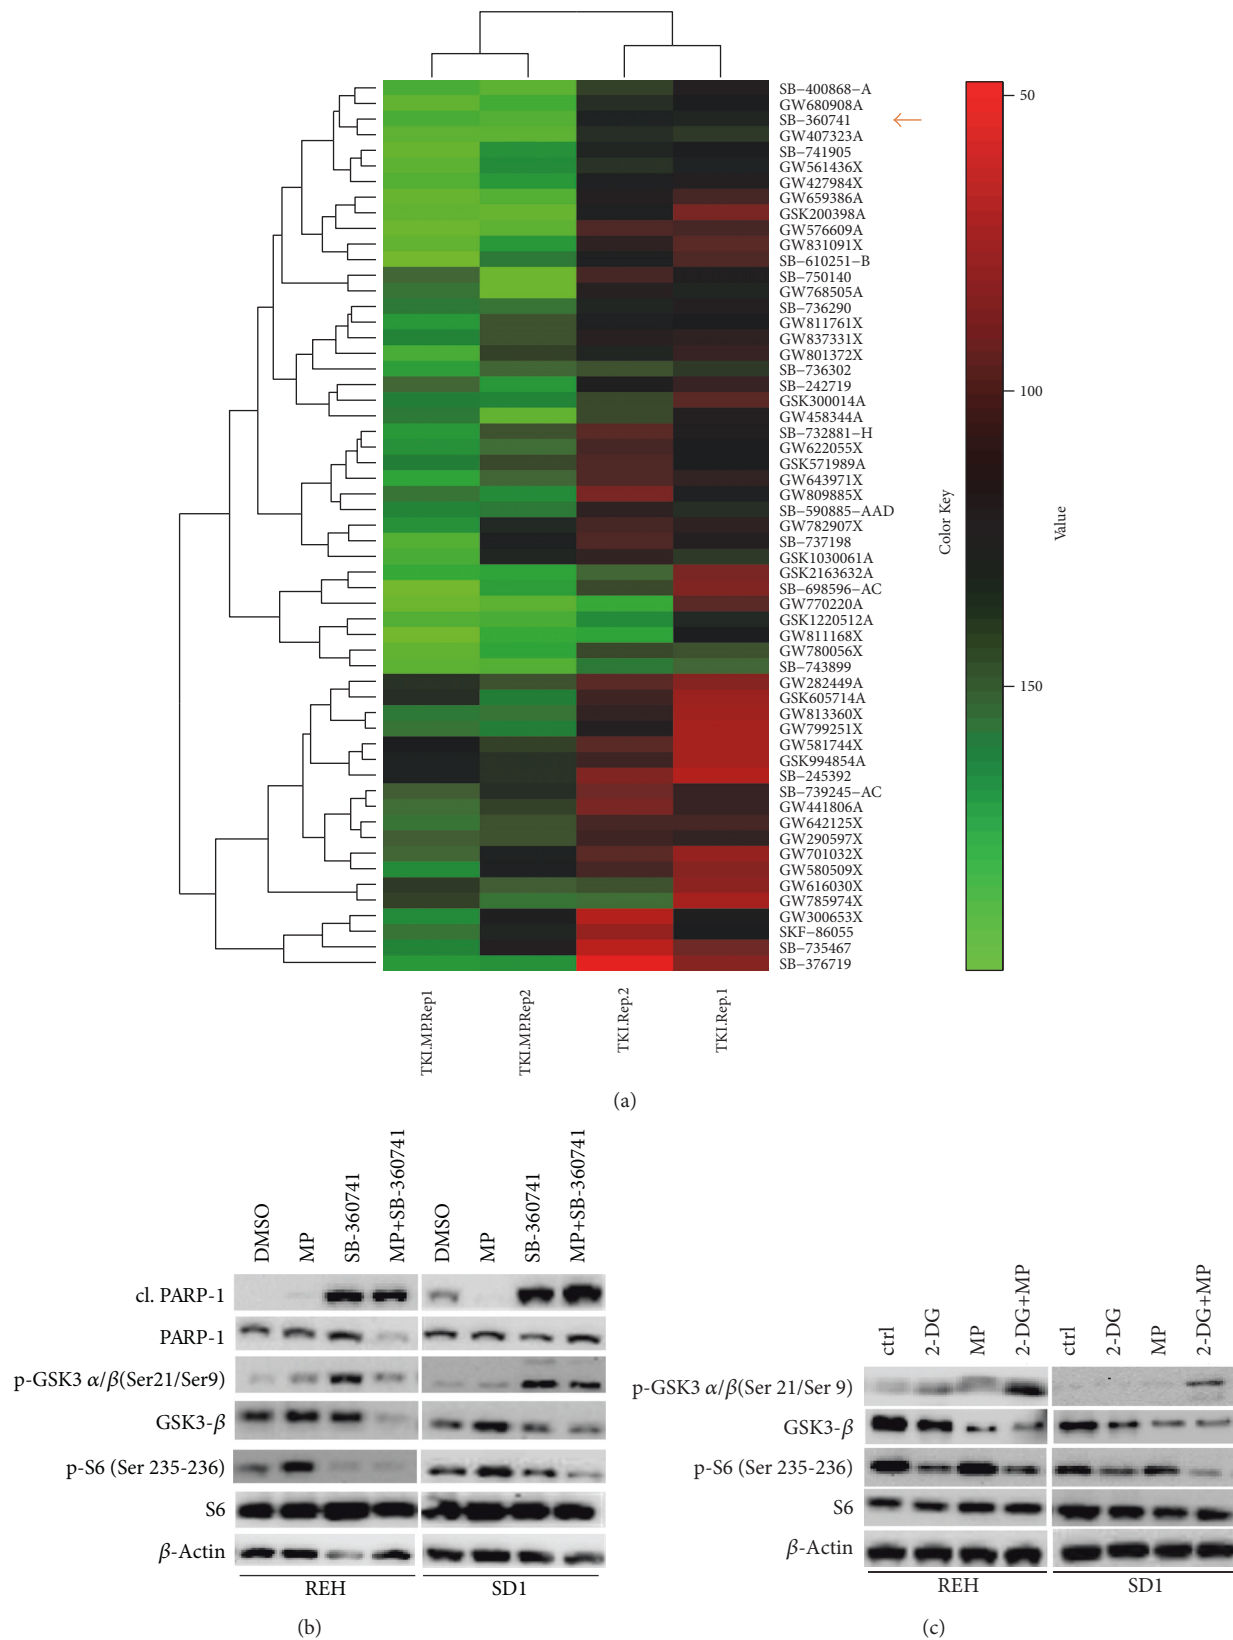 SB–400868–A
GW680908A
SB–360741
GW407323A
SB–741905
GW561436X
GW427984X
GW659386A
GSK200398A
GW576609A
GW831091X
SB–610251–B
SB–750140
GW768505A
SB–736290
GW811761X
GW837331X
GW801372X
SB–736302
SB–242719
GSK300014A
GW458344A
SB–732881–H
GW622055X
GSK571989A
GW643971X
GW809885X
SB–590885–AAD
GW782907X
SB–737198
GSK1030061A
GSK2163632A
SB–698596–AC
GW770220A
GSK1220512A
GW811168X
GW780056X
SB–743899
GW282449A
GSK605714A
GW813360X
GW799251X
GW581744X
GSK994854A
SB–245392
SB–739245–AC
GW441806A
GW642125X
GW290597X
GW701032X
GW580509X
GW616030X
GW785974X
GW300653X
SKF–86055
SB–735467
SB–376719
50
100
150
Color Key
Value
TKI.MP.Rep1
TKI.MP.Rep2
TKI.Rep.2
TKI.Rep.1
(a)
DMSO
MP
SB-360741
MP+SB-360741
DMSO
MP
SB-360741
MP+SB-360741
cl. PARP-1
PARP-1
p-GSK3 α/β(Ser21/Ser9)
GSK3-β
p-S6 (Ser 235-236)
S6
β-Actin
REH
SD1
(b)
ctrl
2-DG
MP
2-DG+MP
ctrl
2-DG
MP
2-DG+MP
p-GSK3 α/β(Ser 21/Ser 9)
GSK3-β
p-S6 (Ser 235-236)
S6
β-Actin
REH
SD1
(c)